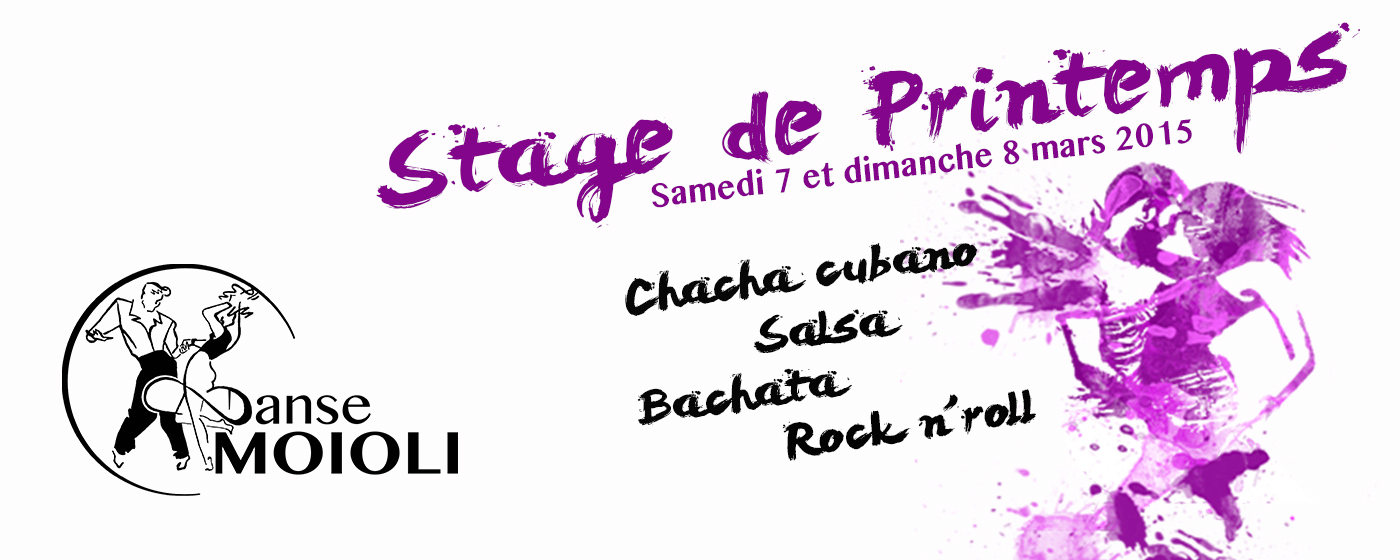 Stage de Printemps
Samedi 7 et dimanche 8 mars 2015
Chacha cubano
Salsa
Bachata
Rock n'roll
Danse
MOIOLI